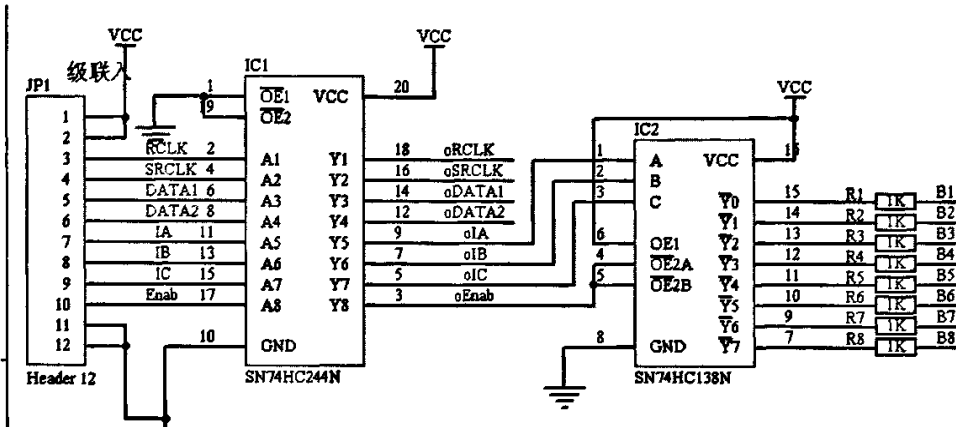 VCC
VCC
级联入
JP1
IC1
1
OE1
VCC
20
VCC
9
OE2
IC2
1
2
3
RCLK
2
A1
Y1
18
oRCLK
1
A
VCC
16
4
SRCLK
4
A2
Y2
16
oSRCLK
2
B
5
DATA1
6
A3
Y3
14
oDATA1
3
C
Y0
15
R1
1K
B1
6
DATA2
8
A4
Y4
12
oDATA2
Y1
14
R2
1K
B2
7
IA
11
A5
Y5
9
oIA
6
OE1
Y2
13
R3
1K
B3
8
IB
13
A6
Y6
7
oIB
4
OE2A
Y3
12
R4
1K
B4
9
IC
15
A7
Y7
5
oIC
5
OE2B
Y4
11
R5
1K
B5
10
Enab
17
A8
Y8
3
oEnab
Y5
10
R6
1K
B6
11
Y6
9
R7
1K
B7
12
10
GND
8
GND
Y7
7
R8
1K
B8
Header 12
SN74HC244N
SN74HC138N